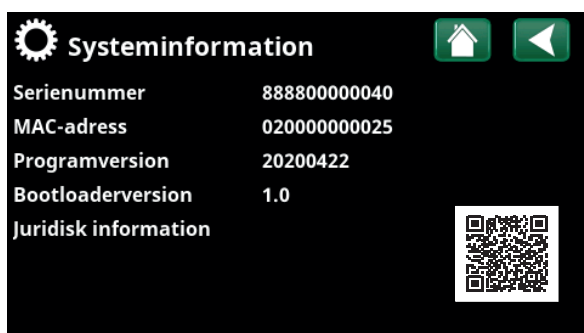 Systeminformation
Serienummer 888800000040
MAC-adress 020000000025
Programversion 20200422
Bootloaderversion 1.0
Juridisk information